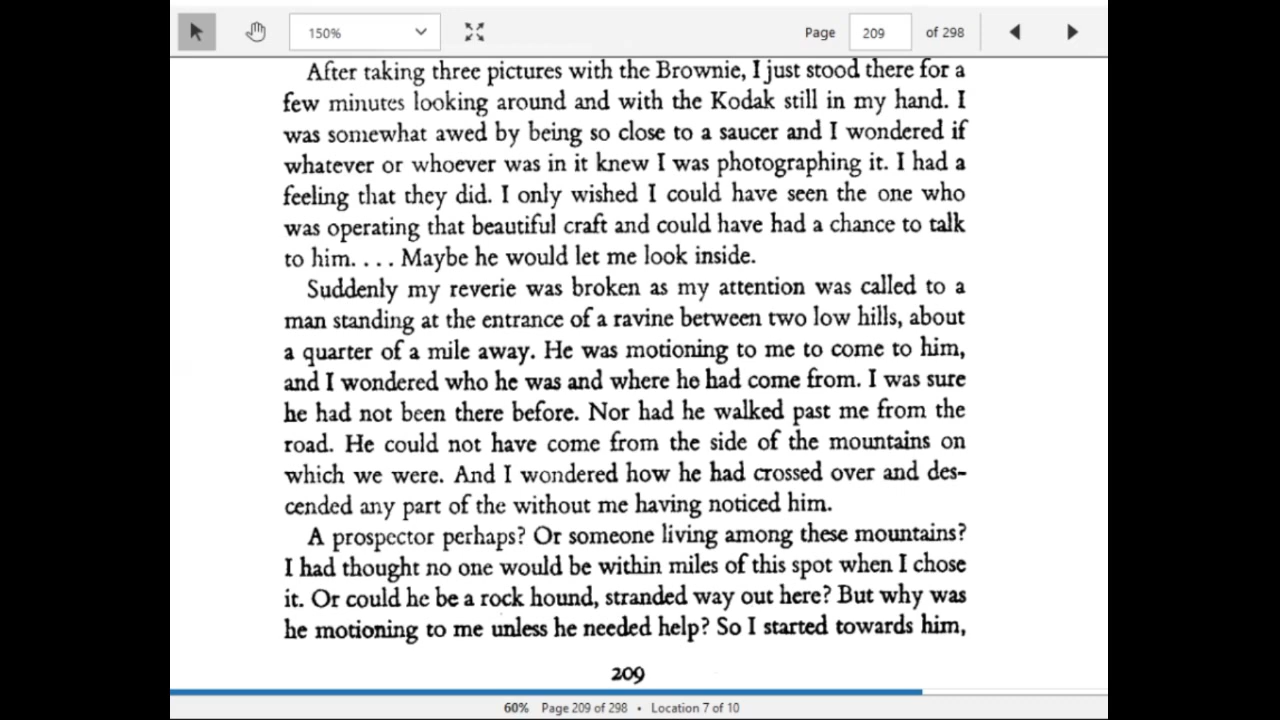 150%
Page 209 of 298
After taking three pictures with the Brownie, I just stood there for a
few minutes looking around and with the Kodak still in my hand. I
was somewhat awed by being so close to a saucer and I wondered if
whatever or whoever was in it knew I was photographing it. I had a
feeling that they did. I only wished I could have seen the one who
was operating that beautiful craft and could have had a chance to talk
to him. . . . Maybe he would let me look inside.
Suddenly my reverie was broken as my attention was called to a
man standing at the entrance of a ravine between two low hills, about
a quarter of a mile away. He was motioning to me to come to him,
and I wondered who he was and where he had come from. I was sure
he had not been there before. Nor had he walked past me from the
road. He could not have come from the side of the mountains on
which we were. And I wondered how he had crossed over and des-
cended any part of the without me having noticed him.
A prospector perhaps? Or someone living among these mountains?
I had thought no one would be within miles of this spot when I chose
it. Or could he be a rock hound, stranded way out here? But why was
he motioning to me unless he needed help? So I started towards him,
209
60% Page 209 of 298 • Location 7 of 10